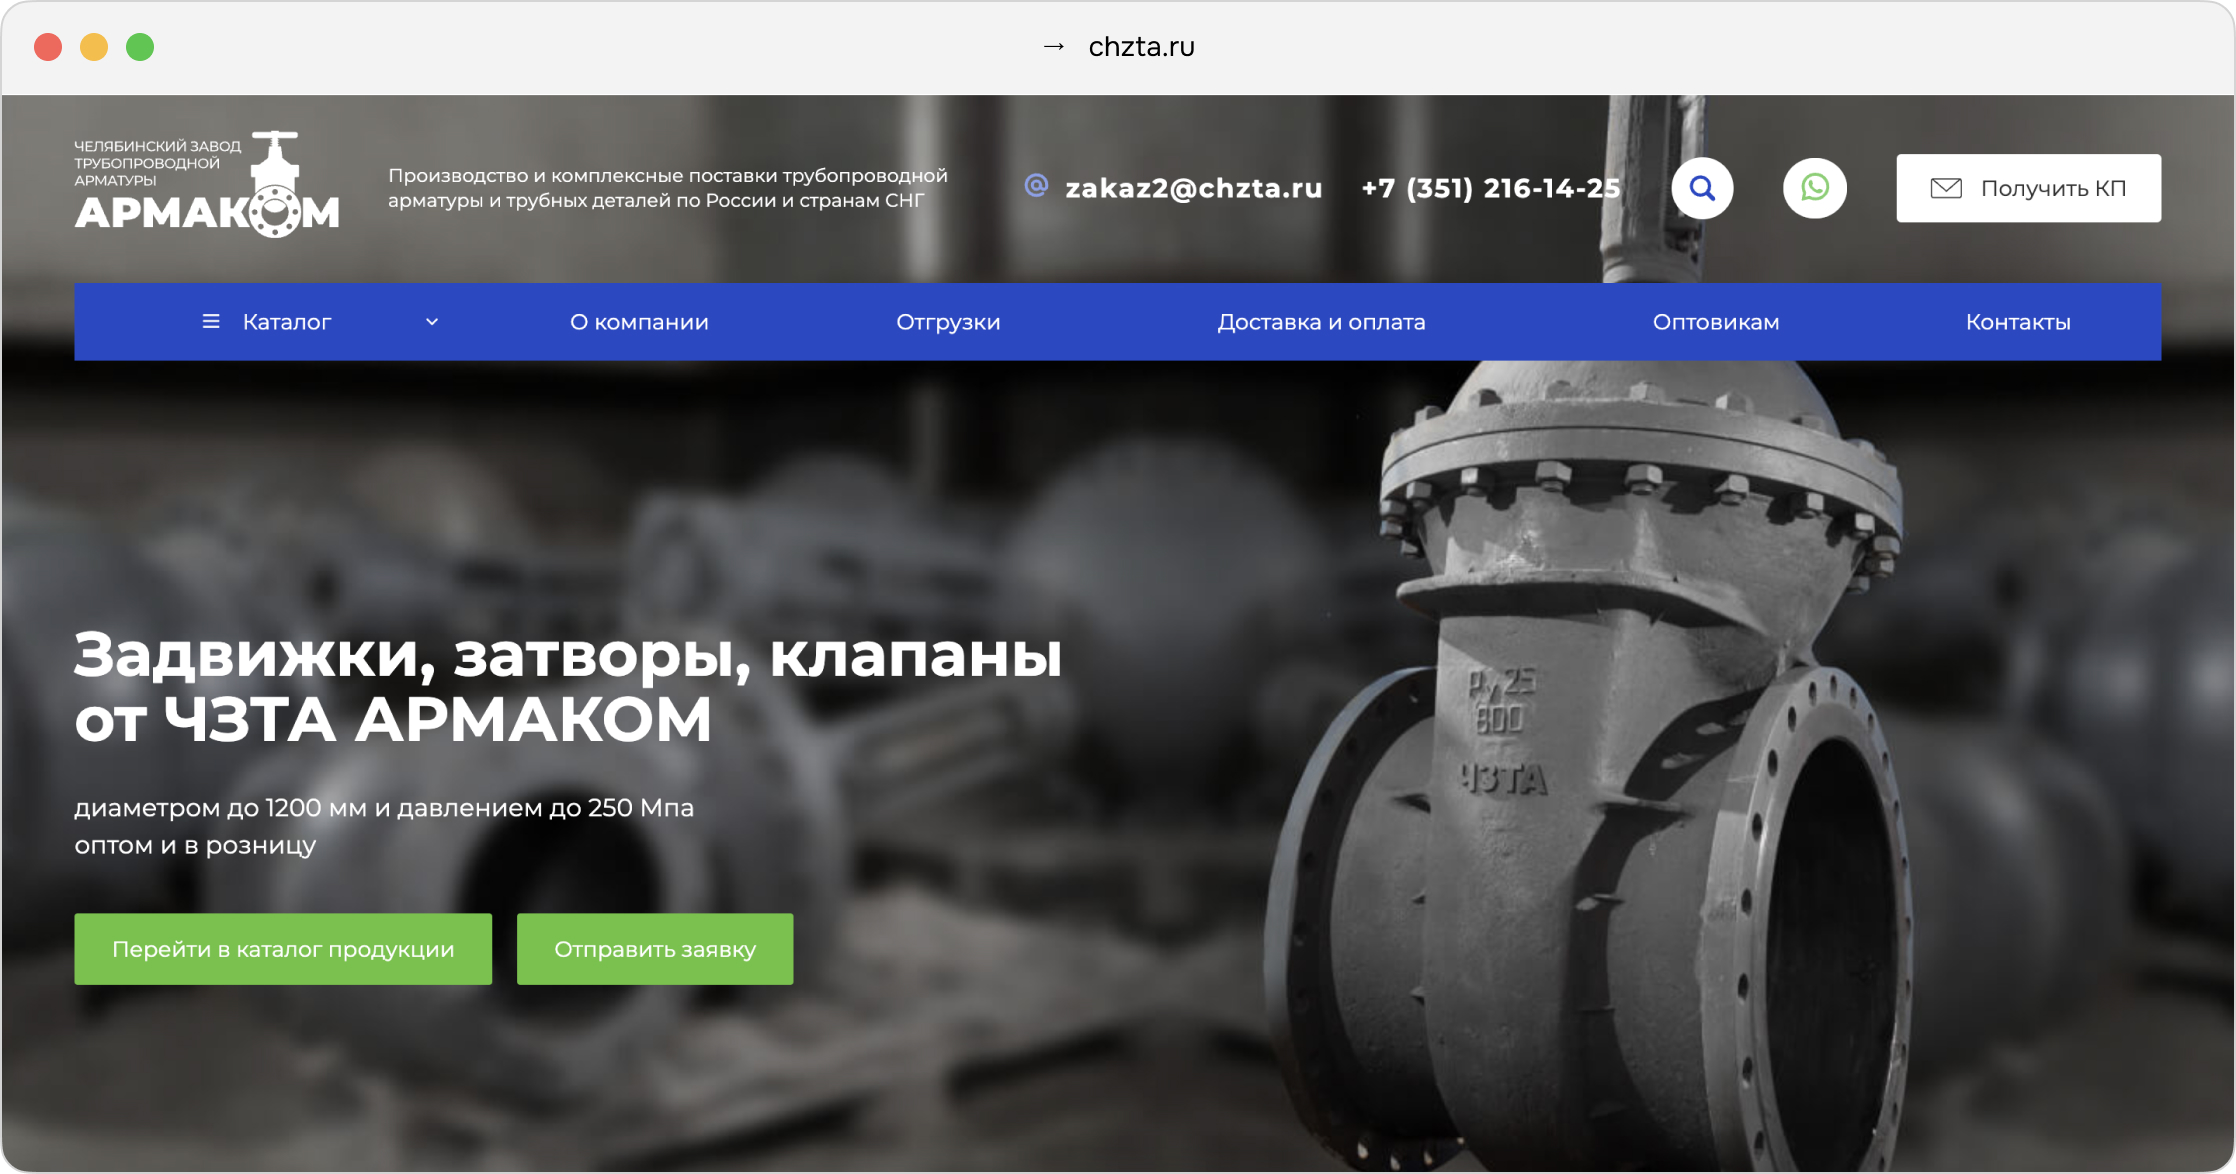 → chzta.ru
ЧЕЛЯБИНСКИЙ ЗАВОД
ТРУБОПРОВОДНОЙ
АРМАТУРЫ
АРМАКОМ
Производство и комплексные поставки трубопроводной
арматуры и трубных деталей по России и странам СНГ
@ zakaz2@chzta.ru
+7 (351) 216-14-25
Получить КП
Каталог
О компании
Отгрузки
Доставка и оплата
Оптовикам
Контакты
Задвижки, затворы, клапаны
от ЧЗТА АРМАКОМ
диаметром до 1200 мм и давлением до 250 Мпа
оптом и в розницу
Перейти в каталог продукции
Отправить заявку
Ру 25
800
ЧЗТА